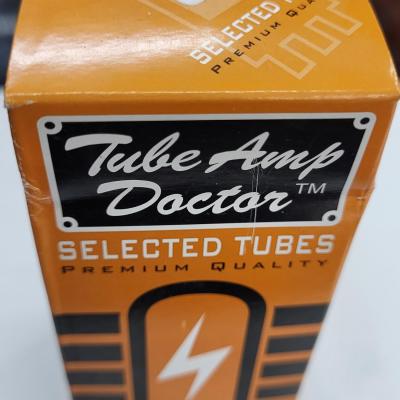 SELECTED T
PREMIUM QUA
Tube Amp
Doctor™
SELECTED TUBES
PREMIUM QUALITY